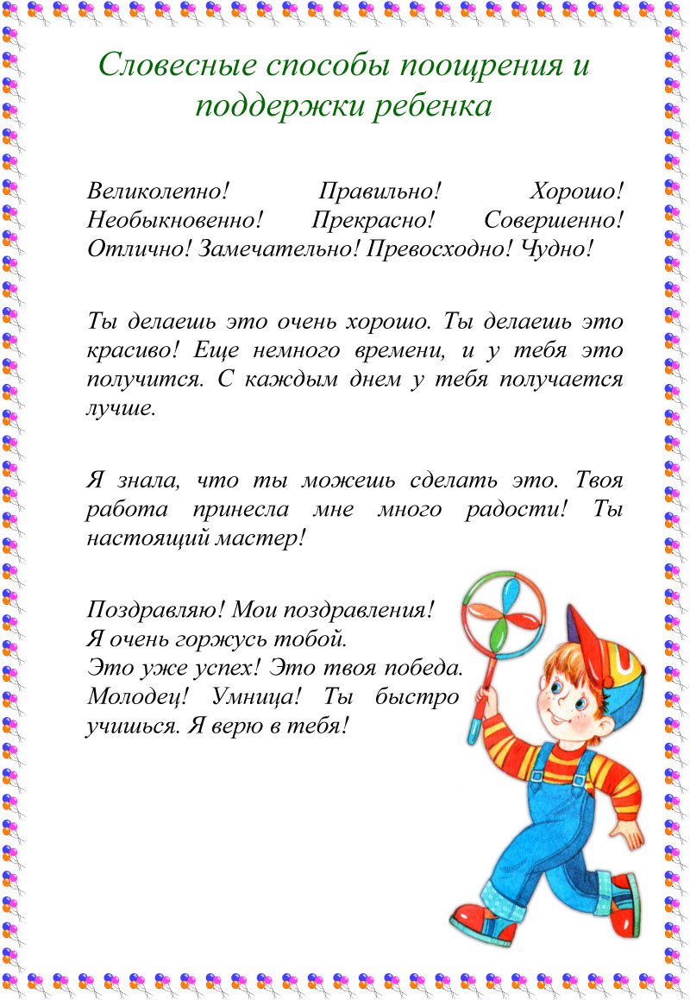 Словесные способы поощрения и
поддержки ребенка
Великолепно! Правильно! Хорошо!
Необыкновенно! Прекрасно! Совершенно!
Отлично! Замечательно! Превосходно! Чудно!
Ты делаешь это очень хорошо. Ты делаешь это
красиво! Еще немного времени, и у тебя это
получится. С каждым днем у тебя получается
лучше.
Я знала, что ты можешь сделать это. Твоя
работа принесла мне много радости! Ты
настоящий мастер!
Поздравляю! Мои поздравления!
Я очень горжусь тобой.
Это уже успех! Это твоя победа.
Молодец! Умница! Ты быстро
учишься. Я верю в тебя!